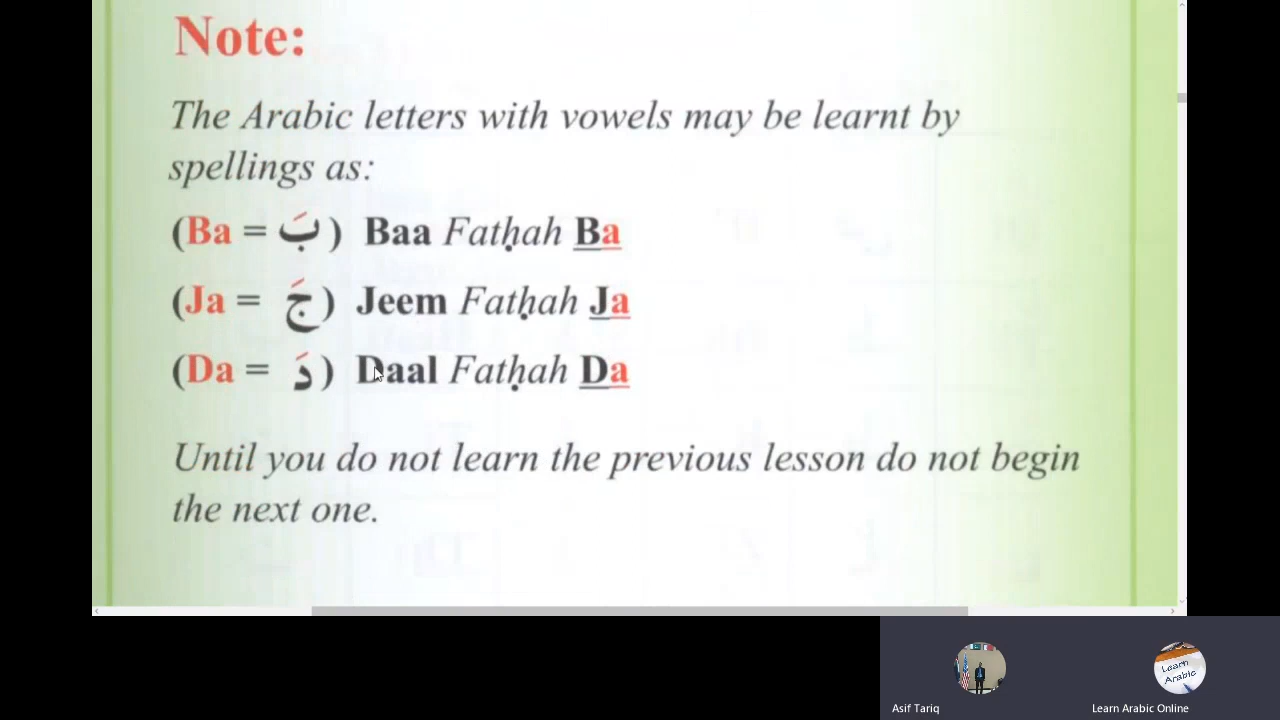 Note:
The Arabic letters with vowels may be learnt by
spellings as:
(Ba = بَ ) Baa Fatḥah Ba
(Ja = جَ ) Jeem Fatḥah Ja
(Da = دَ ) Daal Fatḥah Da
Until you do not learn the previous lesson do not begin
the next one.
Learn
Arabic
Asif Tariq
Learn Arabic Online